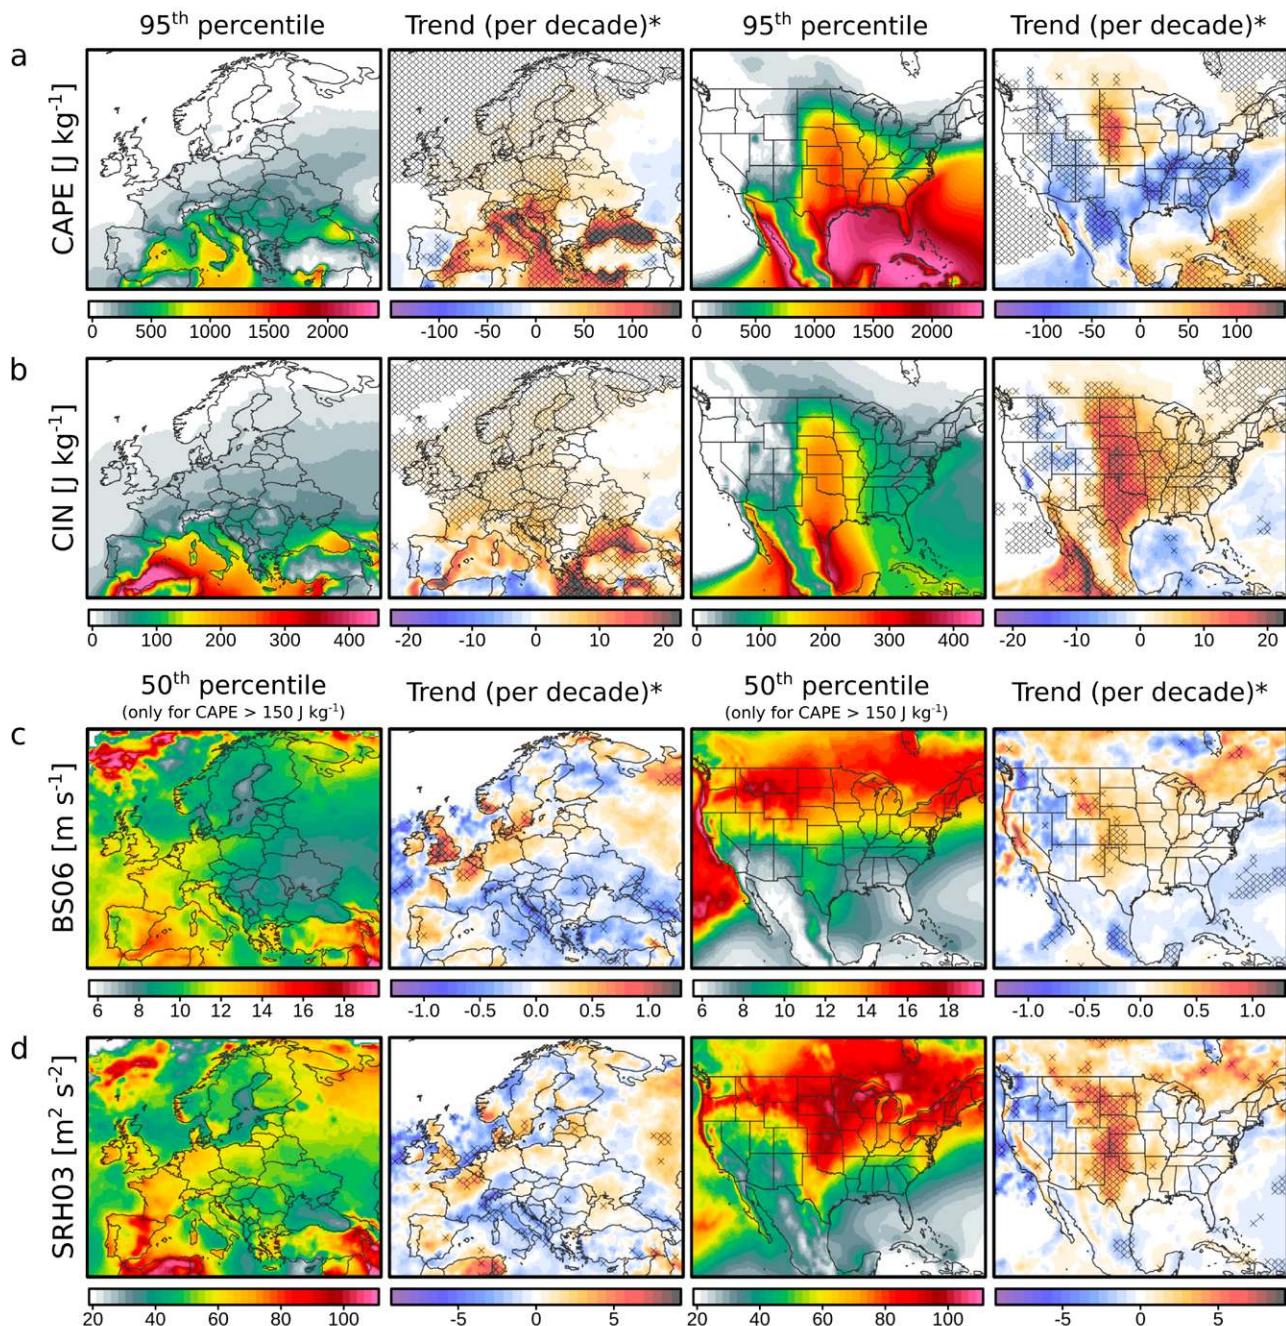 95th percentile Trend (per decade)* 95th percentile Trend (per decade)*
a
CAPE [J kg⁻¹]
0 500 1000 1500 2000 -100 -50 0 50 100 0 500 1000 1500 2000 -100 -50 0 50 100
b
CIN [J kg⁻¹]
0 100 200 300 400 -20 -10 0 10 20 0 100 200 300 400 -20 -10 0 10 20
50th percentile Trend (per decade)* 50th percentile Trend (per decade)*
(only for CAPE > 150 J kg⁻¹) (only for CAPE > 150 J kg⁻¹)
c
BS06 [m s⁻¹]
6 8 10 12 14 16 18 -1.0 -0.5 0.0 0.5 1.0 6 8 10 12 14 16 18 -1.0 -0.5 0.0 0.5 1.0
d
SRH03 [m² s⁻²]
20 40 60 80 100 -5 0 5 20 40 60 80 100 -5 0 5